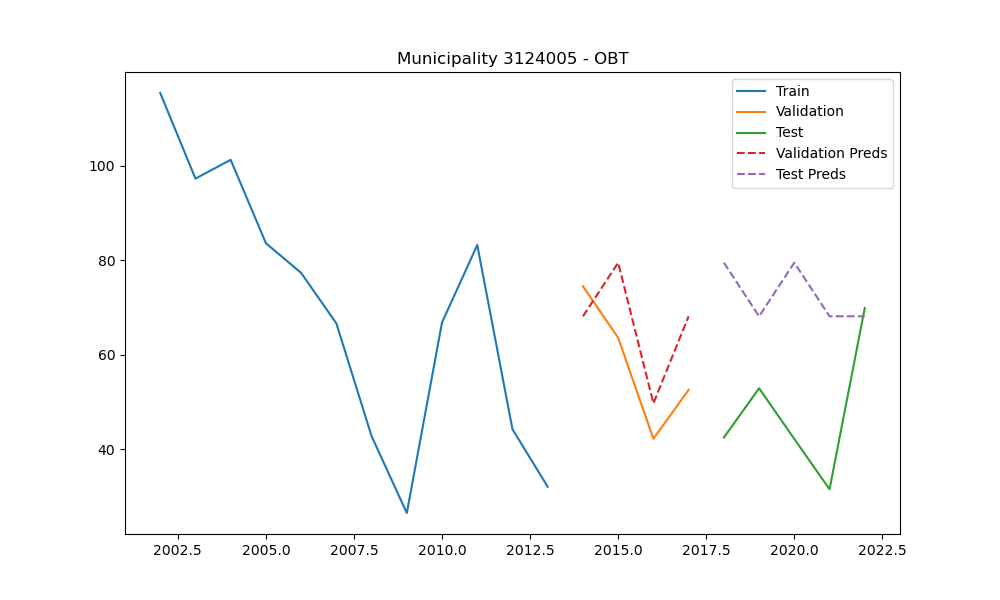 Municipality 3124005 - OBT
Train
Validation
Test
Validation Preds
Test Preds
100
80
60
40
2002.5 2005.0 2007.5 2010.0 2012.5 2015.0 2017.5 2020.0 2022.5